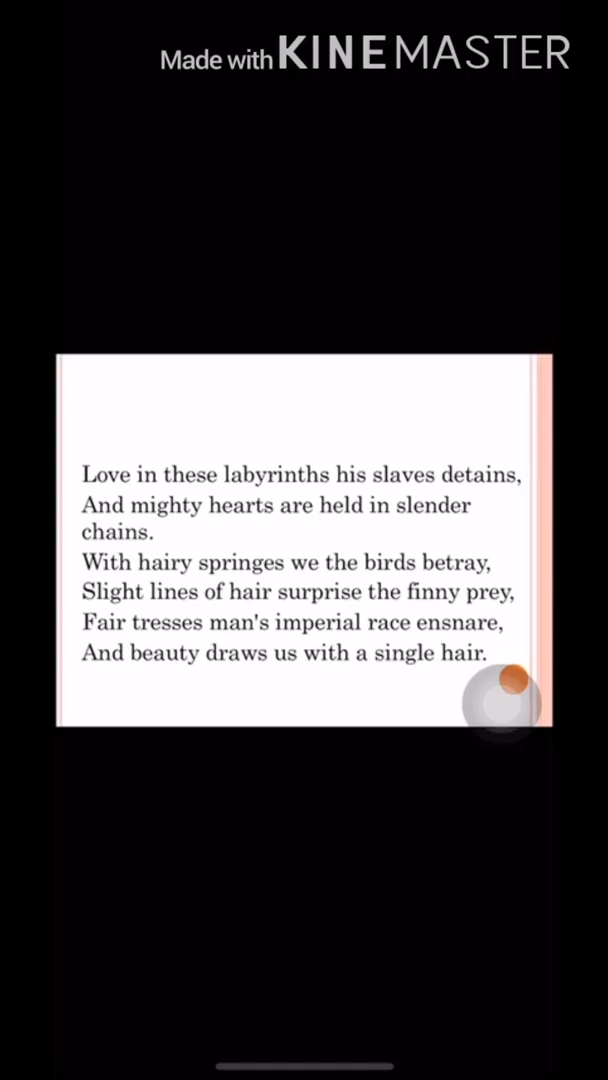 Made with KINEMASTER
Love in these labyrinths his slaves detains,
And mighty hearts are held in slender
chains.
With hairy springes we the birds betray,
Slight lines of hair surprise the finny prey,
Fair tresses man's imperial race ensnare,
And beauty draws us with a single hair.